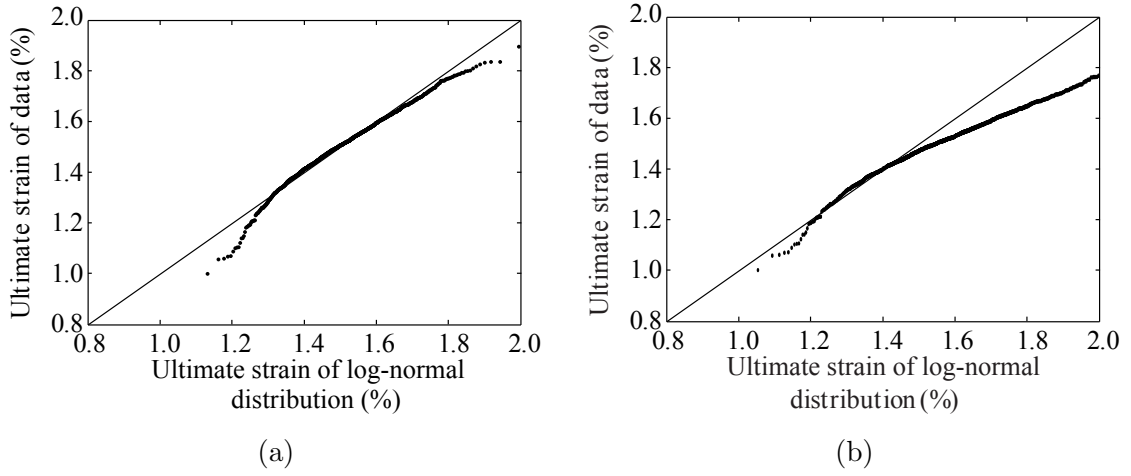 Ultimate strain of data (%)
2.0
1.8
1.6
1.4
1.2
1.0
0.8
0.8 1.0 1.2 1.4 1.6 1.8 2.0
Ultimate strain of log-normal
distribution (%)
(a)
Ultimate strain of data (%)
2.0
1.8
1.6
1.4
1.2
1.0
0.8
0.8 1.0 1.2 1.4 1.6 1.8 2.0
Ultimate strain of log-normal
distribution (%)
(b)